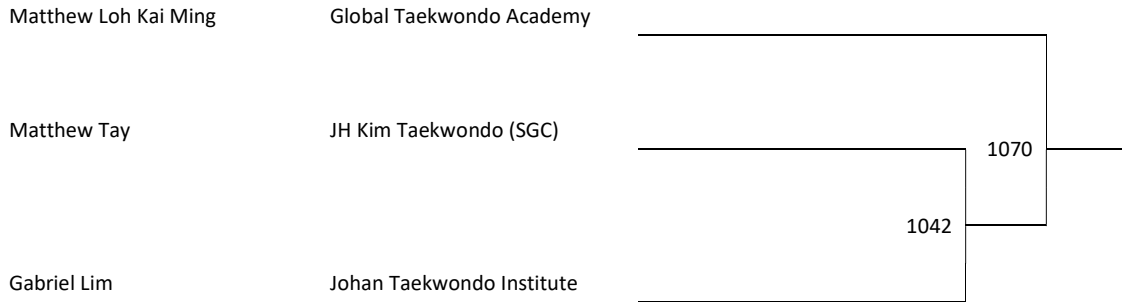 Matthew Loh Kai Ming Global Taekwondo Academy
Matthew Tay JH Kim Taekwondo (SGC)
1070
1042
Gabriel Lim Johan Taekwondo Institute